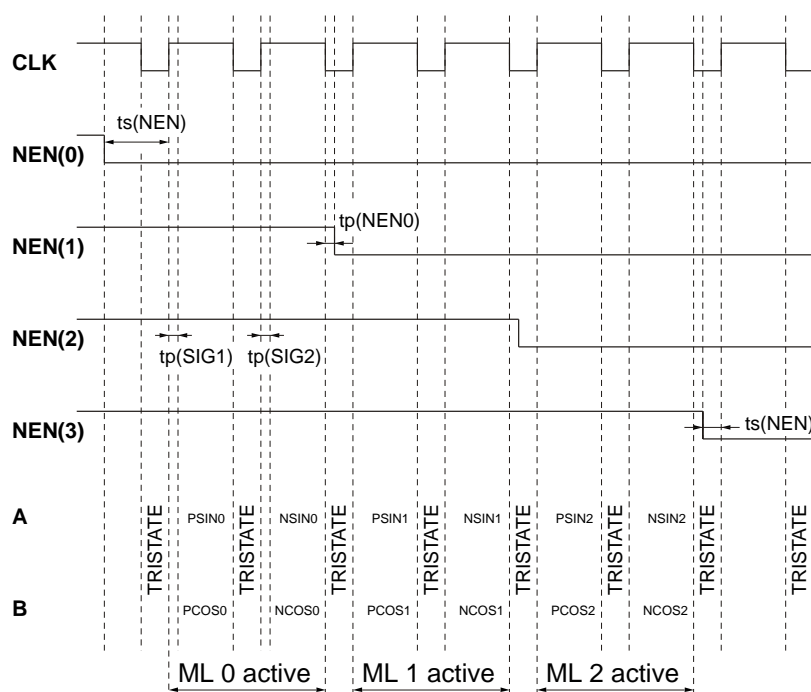 CLK
ts(NEN)
NEN(0)
tp(NEN0)
NEN(1)
NEN(2)
tp(SIG1) tp(SIG2)
ts(NEN)
NEN(3)
A
PSIN0 NSIN0 PSIN1 NSIN1 PSIN2 NSIN2
TRISTATE TRISTATE TRISTATE TRISTATE TRISTATE TRISTATE TRISTATE TRISTATE
B
PCOS0 NCOS0 PCOS1 NCOS1 PCOS2 NCOS2
ML 0 active ML 1 active ML 2 active